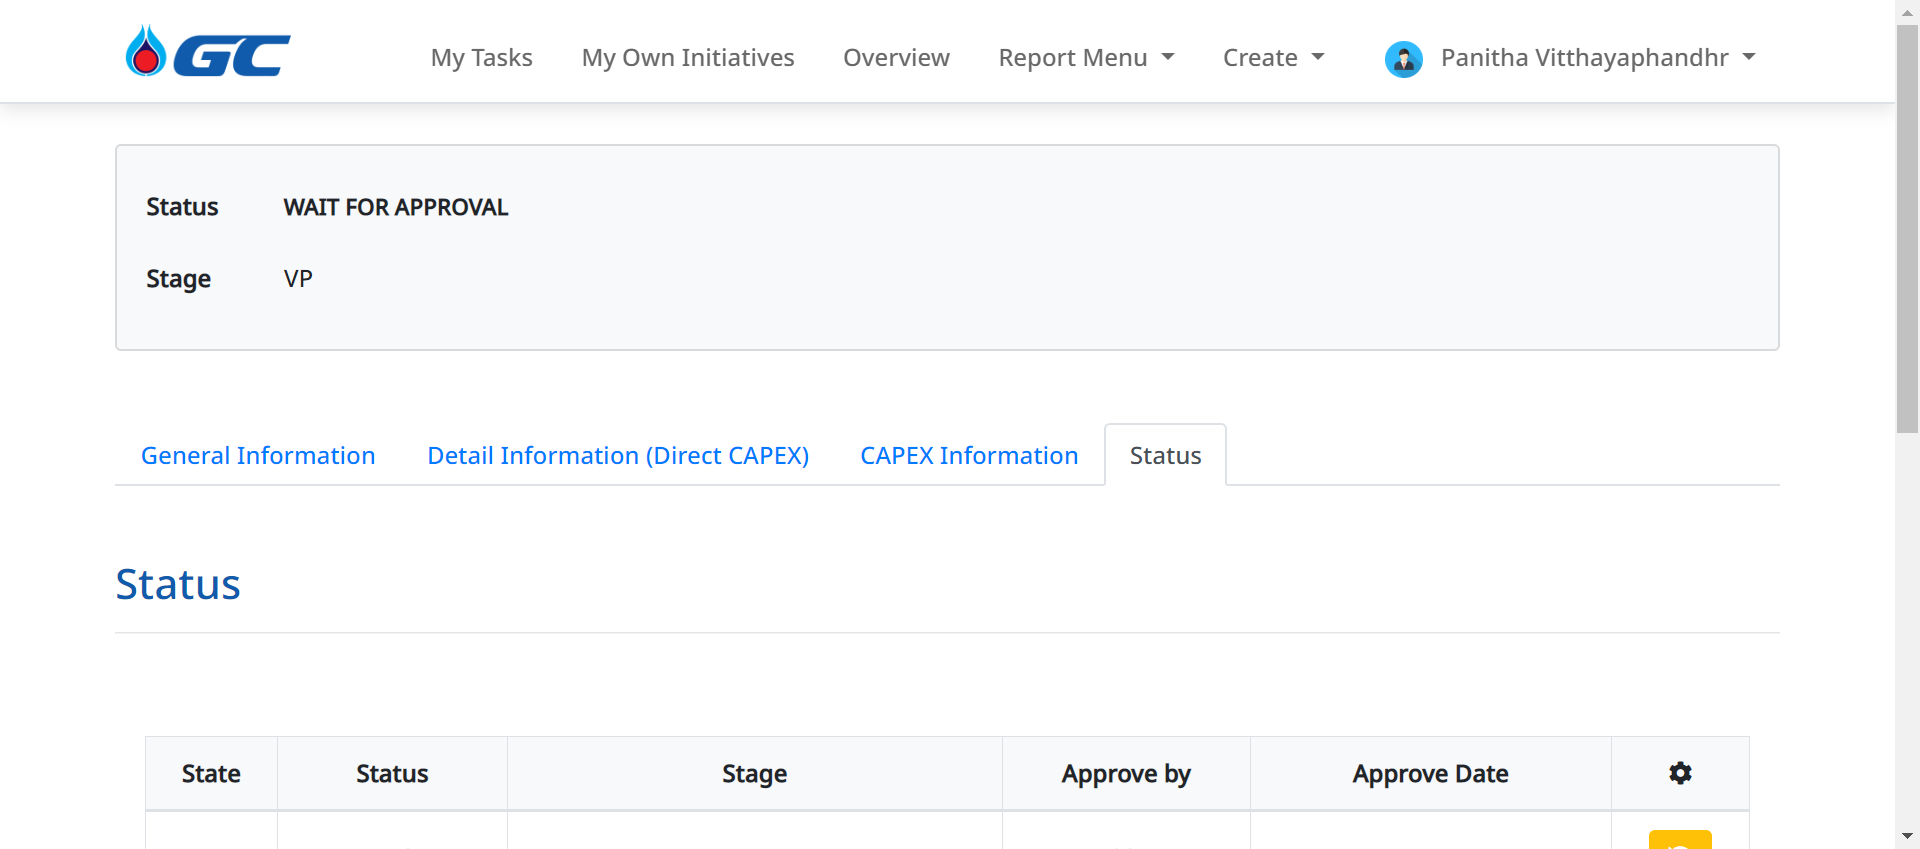 GC
My Tasks
My Own Initiatives
Overview
Report Menu
Create
Panitha Vitthayaphandhr
Status WAIT FOR APPROVAL
Stage VP
General Information
Detail Information (Direct CAPEX)
CAPEX Information
Status
Status
State Status Stage Approve by Approve Date